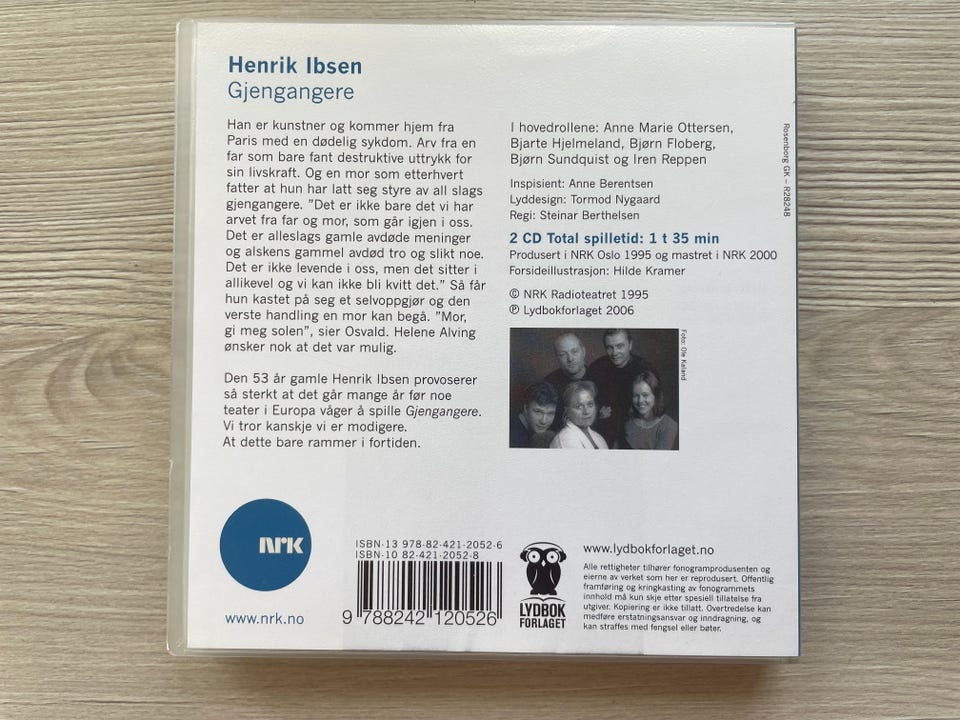 Henrik Ibsen
Gjengangere
Han er kunstner og kommer hjem fra
Paris med en dødelig sykdom. Arv fra en
far som bare fant destruktive uttrykk for
sin livskraft. Og en mor som etterhvert
fatter at hun har latt seg styre av all slags
gjengangere. ”Det er ikke bare det vi har
arvet fra far og mor, som går igjen i oss.
Det er alleslags gamle avdøde meninger
og alskens gammel avdød tro og slikt noe.
Det er ikke levende i oss, men det sitter i
allikevel og vi kan ikke bli kvitt det.” Så får
hun kastet på seg et selvoppgjør og den
verste handling en mor kan begå. ”Mor,
gi meg solen”, sier Osvald. Helene Alving
ønsker nok at det var mulig.
Den 53 år gamle Henrik Ibsen provoserer
så sterkt at det går mange år før noe
teater i Europa våger å spille Gjengangere.
Vi tror kanskje vi er modigere.
At dette bare rammer i fortiden.
I hovedrollene: Anne Marie Ottersen,
Bjarte Hjelmeland, Bjørn Floberg,
Bjørn Sundquist og Iren Reppen
Inspisient: Anne Berentsen
Lyddesign: Tormod Nygaard
Regi: Steinar Berthelsen
2 CD Total spilletid: 1 t 35 min
Produsert i NRK Oslo 1995 og mastret i NRK 2000
Forsideillustrasjon: Hilde Kramer
© NRK Radioteatret 1995
℗ Lydbokforlaget 2006
Foto: Ole Kaland
Rosenborg GK – R28248
NRK
www.nrk.no
ISBN-13 978-82-421-2052-6
ISBN-10 82-421-2052-8
9 788242 120526
LYDBOK
FORLAGET
www.lydbokforlaget.no
Alle rettigheter tilhører fonogramprodusenten og
eierne av verket som her er reprodusert. Offentlig
framføring og kringkasting av fonogrammets
innhold må kun skje etter spesiell tillatelse fra
utgiver. Kopiering er ikke tillatt. Overtredelse kan
medføre erstatningsansvar og inndragning, og
kan straffes med fengsel eller bøter.